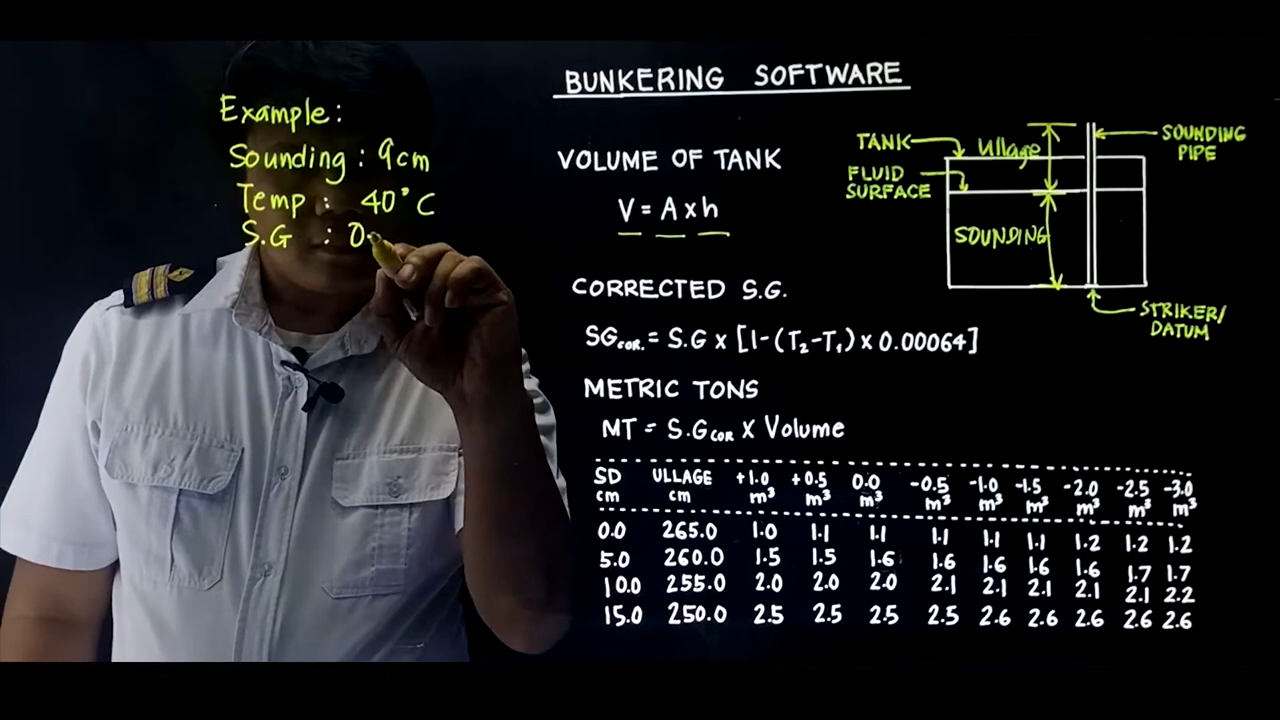 Example:
Sounding : 9cm
Temp : 40°C
S.G : 0.
BUNKERING SOFTWARE
VOLUME OF TANK
V = A x h
TANK
FLUID SURFACE
Ullage
SOUNDING
SOUNDING PIPE
STRIKER/
DATUM
CORRECTED S.G.
SGcor. = S.G x [1-(T2-T1) x 0.00064]
METRIC TONS
MT = S.Gcor x Volume
SD cm ULLAGE cm +1.0 m³ +0.5 m³ 0.0 m³ -0.5 m³ -1.0 m³ -1.5 m³ -2.0 m³ -2.5 m³ -3.0 m³
0.0 265.0 1.0 1.1 1.1 1.1 1.1 1.1 1.2 1.2 1.2
5.0 260.0 1.5 1.5 1.6 1.6 1.6 1.6 1.6 1.7 1.7
10.0 255.0 2.0 2.0 2.0 2.1 2.1 2.1 2.1 2.1 2.2
15.0 250.0 2.5 2.5 2.5 2.5 2.6 2.6 2.6 2.6 2.6